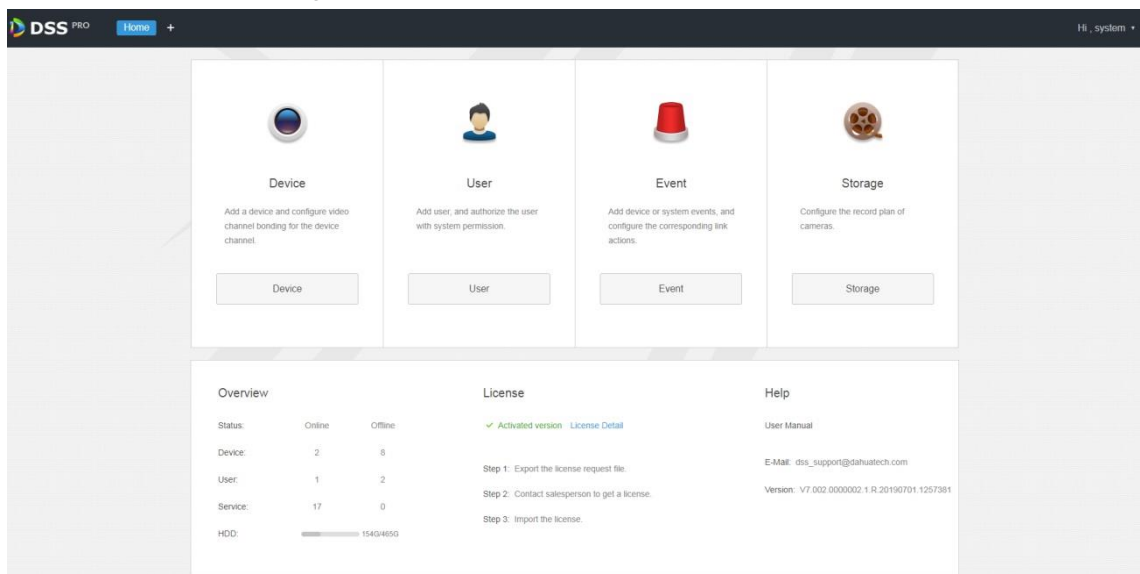 DSS PRO Home + Hi , system
Device
Add a device and configure video
channel bonding for the device
channel.
Device
User
Add user, and authorize the user
with system permission.
User
Event
Add device or system events, and
configure the corresponding link
actions.
Event
Storage
Configure the record plan of
cameras.
Storage
Overview
Status: Online Offline
Device: 2 8
User: 1 2
Service: 17 0
HDD: 154G/465G
License
Activated version License Detail
Step 1: Export the license request file.
Step 2: Contact salesperson to get a license.
Step 3: Import the license.
Help
User Manual
E-Mail: dss_support@dahuatech.com
Version: V7.002.0000002.1.R.20190701.1257381